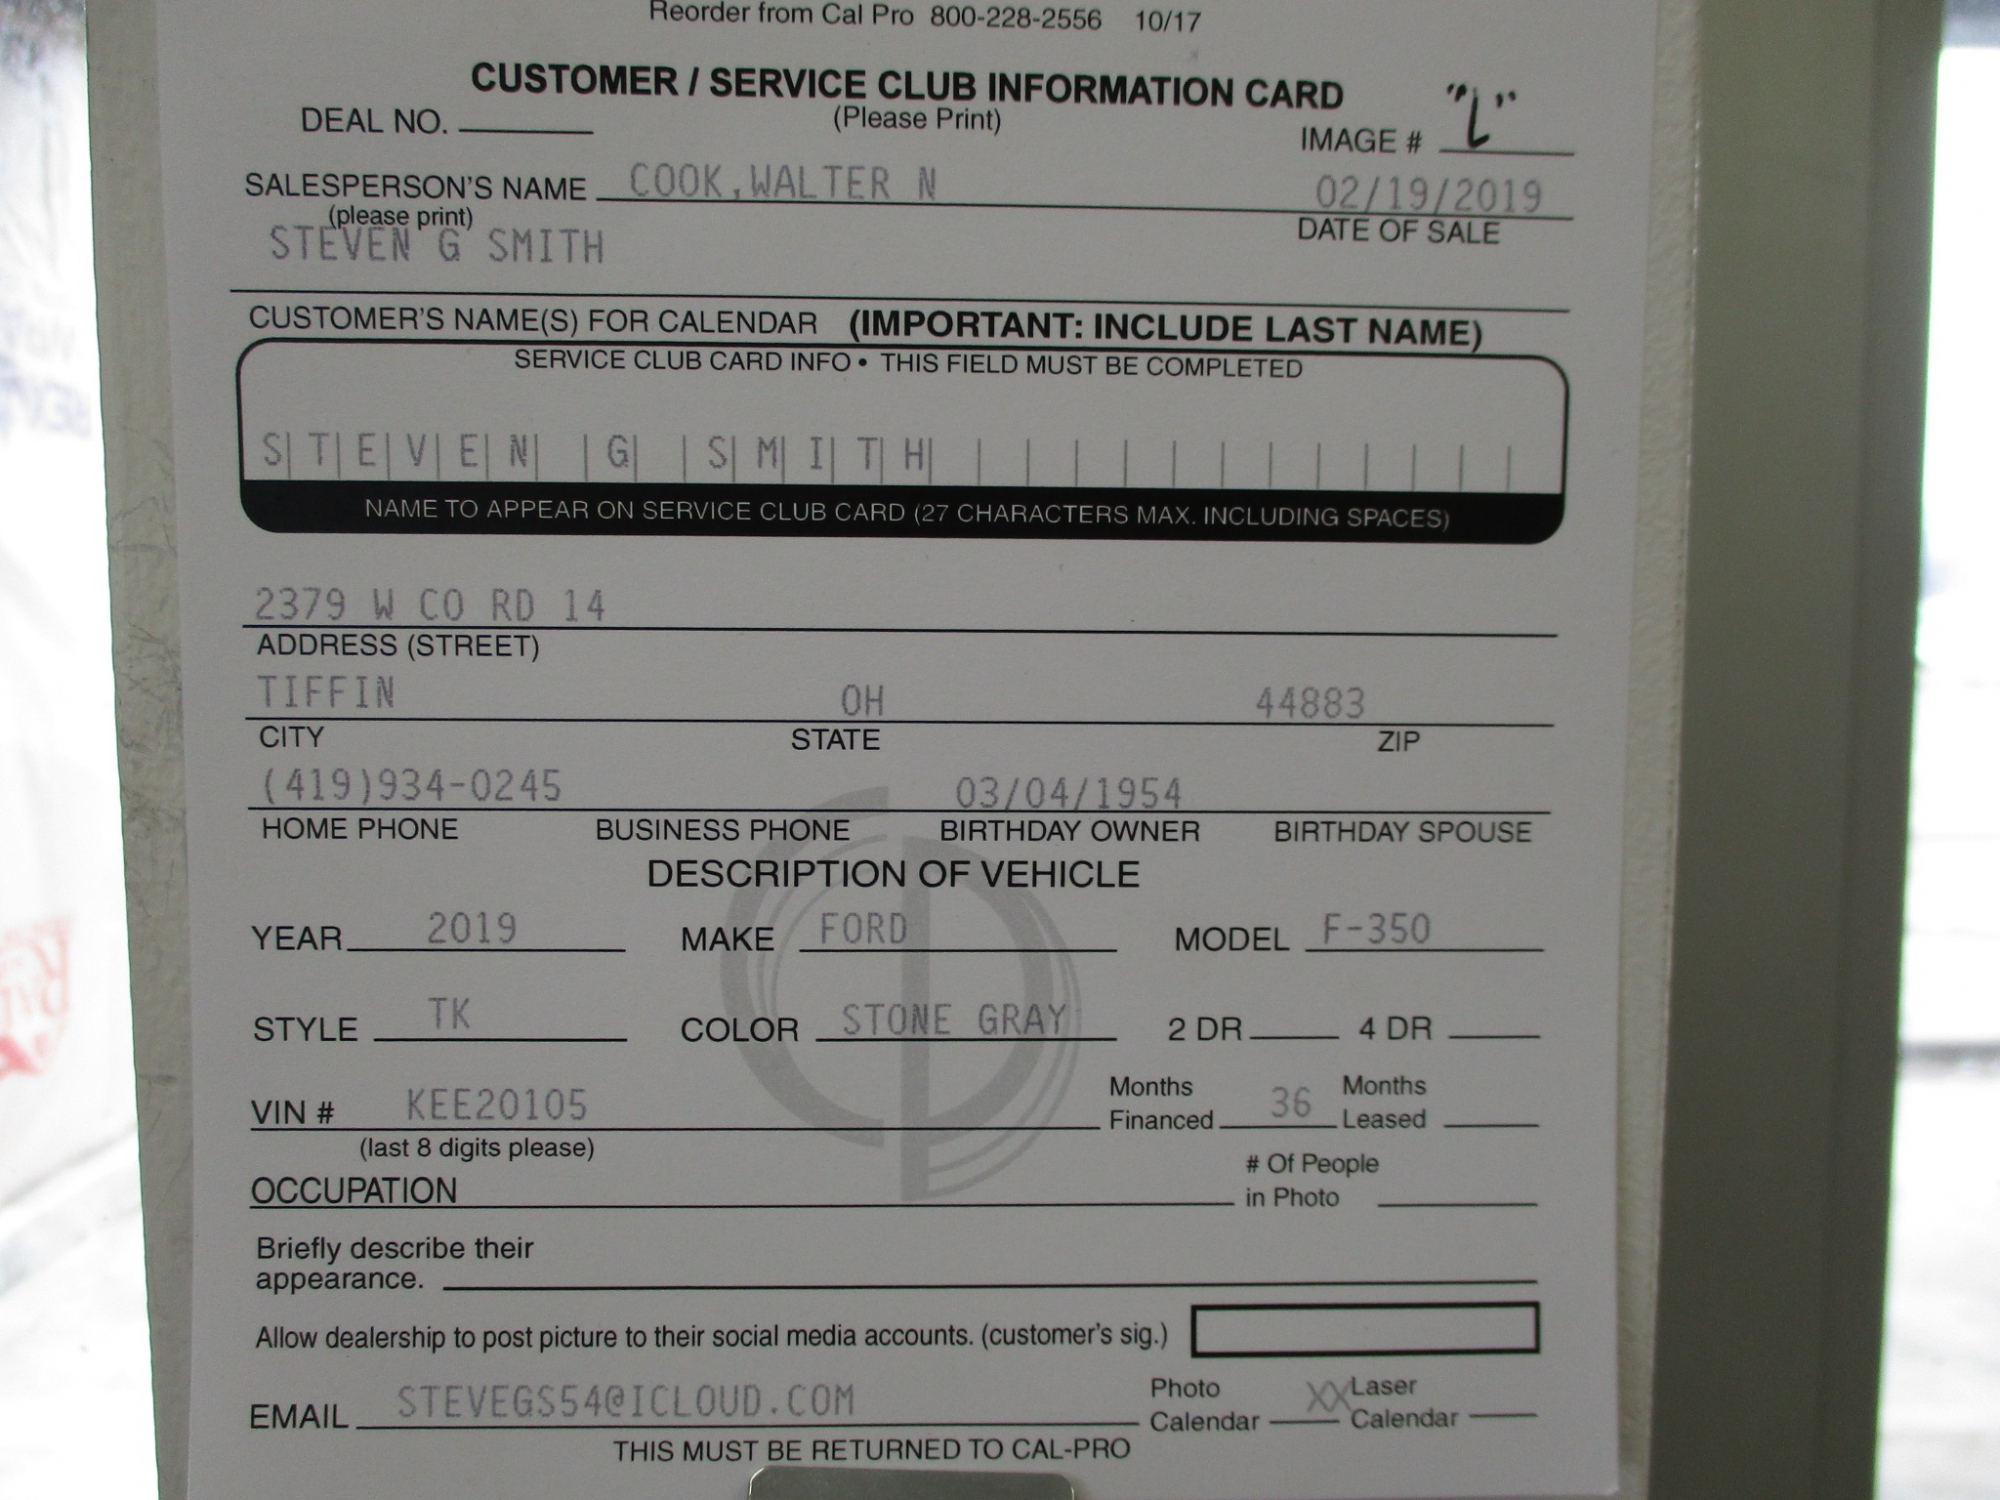 Reorder from Cal Pro 800-228-2556 10/17
CUSTOMER / SERVICE CLUB INFORMATION CARD
DEAL NO. (Please Print) IMAGE # "L"
SALESPERSON'S NAME COOK,WALTER N 02/19/2019
(please print) DATE OF SALE
STEVEN G SMITH
CUSTOMER'S NAME(S) FOR CALENDAR (IMPORTANT: INCLUDE LAST NAME)
SERVICE CLUB CARD INFO • THIS FIELD MUST BE COMPLETED
S|T|E|V|E|N| |G| |S|M|I|T|H|
NAME TO APPEAR ON SERVICE CLUB CARD (27 CHARACTERS MAX. INCLUDING SPACES)
2379 W CO RD 14
ADDRESS (STREET)
TIFFIN OH 44883
CITY STATE ZIP
(419)934-0245 03/04/1954
HOME PHONE BUSINESS PHONE BIRTHDAY OWNER BIRTHDAY SPOUSE
DESCRIPTION OF VEHICLE
YEAR 2019 MAKE FORD MODEL F-350
STYLE TK COLOR STONE GRAY 2 DR 4 DR
VIN # KEE20105 Months Financed 36 Months Leased
(last 8 digits please)
OCCUPATION # Of People in Photo
Briefly describe their
appearance.
Allow dealership to post picture to their social media accounts. (customer's sig.)
EMAIL STEVEGS54@ICLOUD.COM Photo Calendar XX Laser Calendar
THIS MUST BE RETURNED TO CAL-PRO